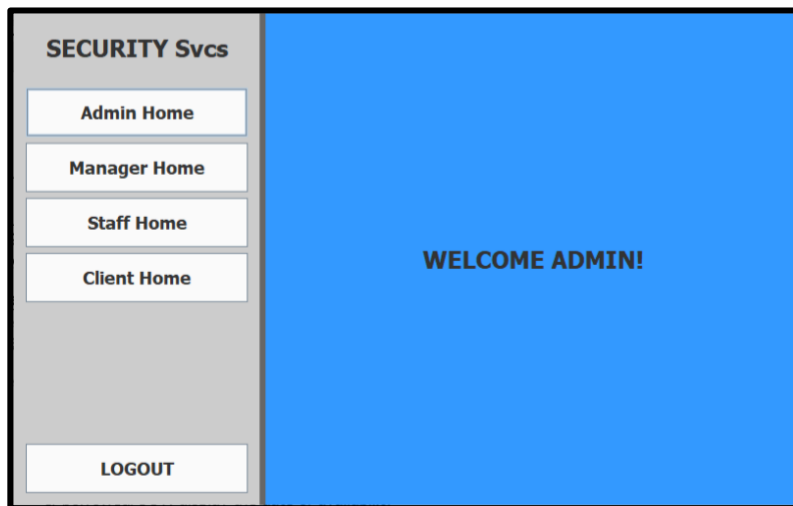 SECURITY Svcs
Admin Home
Manager Home
Staff Home
Client Home
LOGOUT
WELCOME ADMIN!